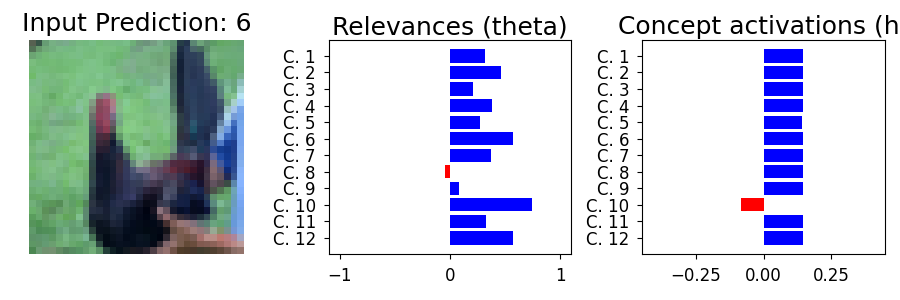 Input Prediction: 6
Relevances (theta)
C. 1
C. 2
C. 3
C. 4
C. 5
C. 6
C. 7
C. 8
C. 9
C. 10
C. 11
C. 12
−1
0
1
Concept activations (h
C. 1
C. 2
C. 3
C. 4
C. 5
C. 6
C. 7
C. 8
C. 9
C. 10
C. 11
C. 12
−0.25
0.00
0.25